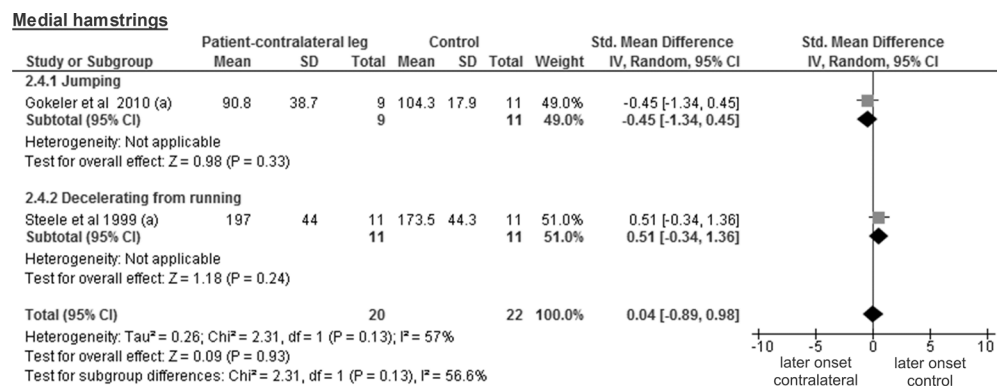 Medial hamstrings
Patient-contralateral leg Control Std. Mean Difference Std. Mean Difference
Study or Subgroup Mean SD Total Mean SD Total Weight IV, Random, 95% CI IV, Random, 95% CI
2.4.1 Jumping
Gokeler et al 2010 (a) 90.8 38.7 9 104.3 17.9 11 49.0% -0.45 [-1.34, 0.45]
Subtotal (95% CI) 9 11 49.0% -0.45 [-1.34, 0.45]
Heterogeneity: Not applicable
Test for overall effect: Z = 0.98 (P = 0.33)
2.4.2 Decelerating from running
Steele et al 1999 (a) 197 44 11 173.5 44.3 11 51.0% 0.51 [-0.34, 1.36]
Subtotal (95% CI) 11 11 51.0% 0.51 [-0.34, 1.36]
Heterogeneity: Not applicable
Test for overall effect: Z = 1.18 (P = 0.24)
Total (95% CI) 20 22 100.0% 0.04 [-0.89, 0.98]
Heterogeneity: Tau² = 0.26; Chi² = 2.31, df = 1 (P = 0.13); I² = 57%
Test for overall effect: Z = 0.09 (P = 0.93)
Test for subgroup differences: Chi² = 2.31, df = 1 (P = 0.13), I² = 56.6%
-10 -5 0 5 10
later onset later onset
contralateral control